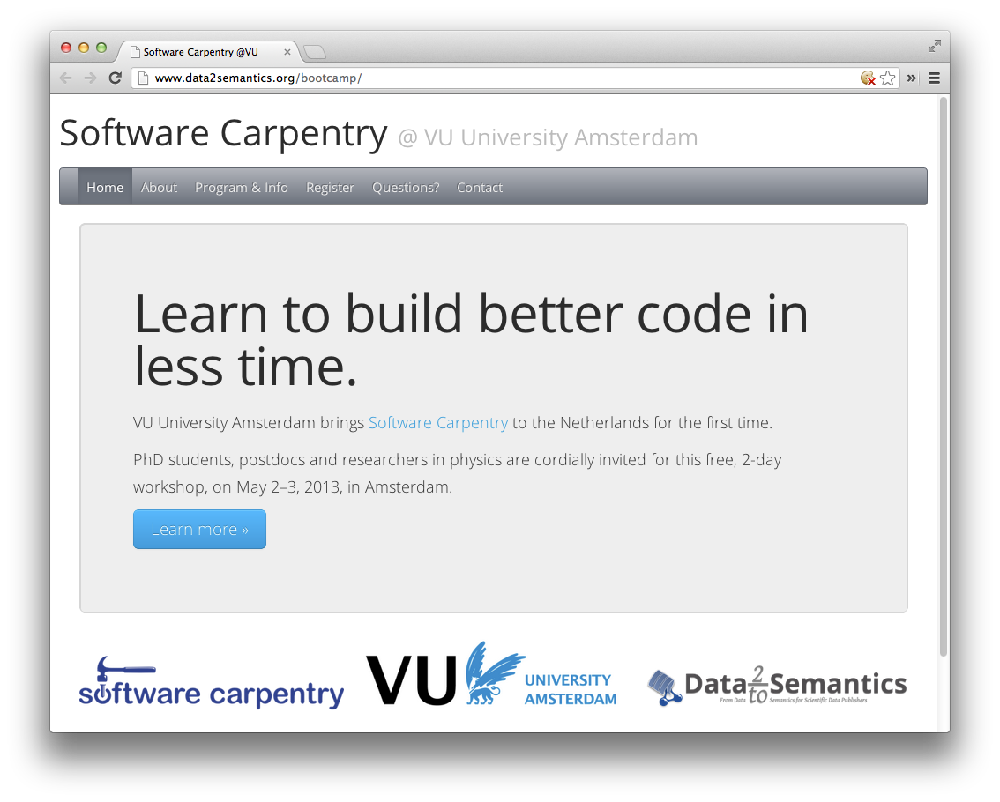 Software Carpentry @VU
www.data2semantics.org/bootcamp/
Software Carpentry @ VU University Amsterdam
Home About Program & Info Register Questions? Contact
Learn to build better code in
less time.
VU University Amsterdam brings Software Carpentry to the Netherlands for the first time.
PhD students, postdocs and researchers in physics are cordially invited for this free, 2-day
workshop, on May 2–3, 2013, in Amsterdam.
Learn more »
software carpentry
VU UNIVERSITY
AMSTERDAM
Data2toSemantics
From Data to Semantics for Scientific Data Publishers